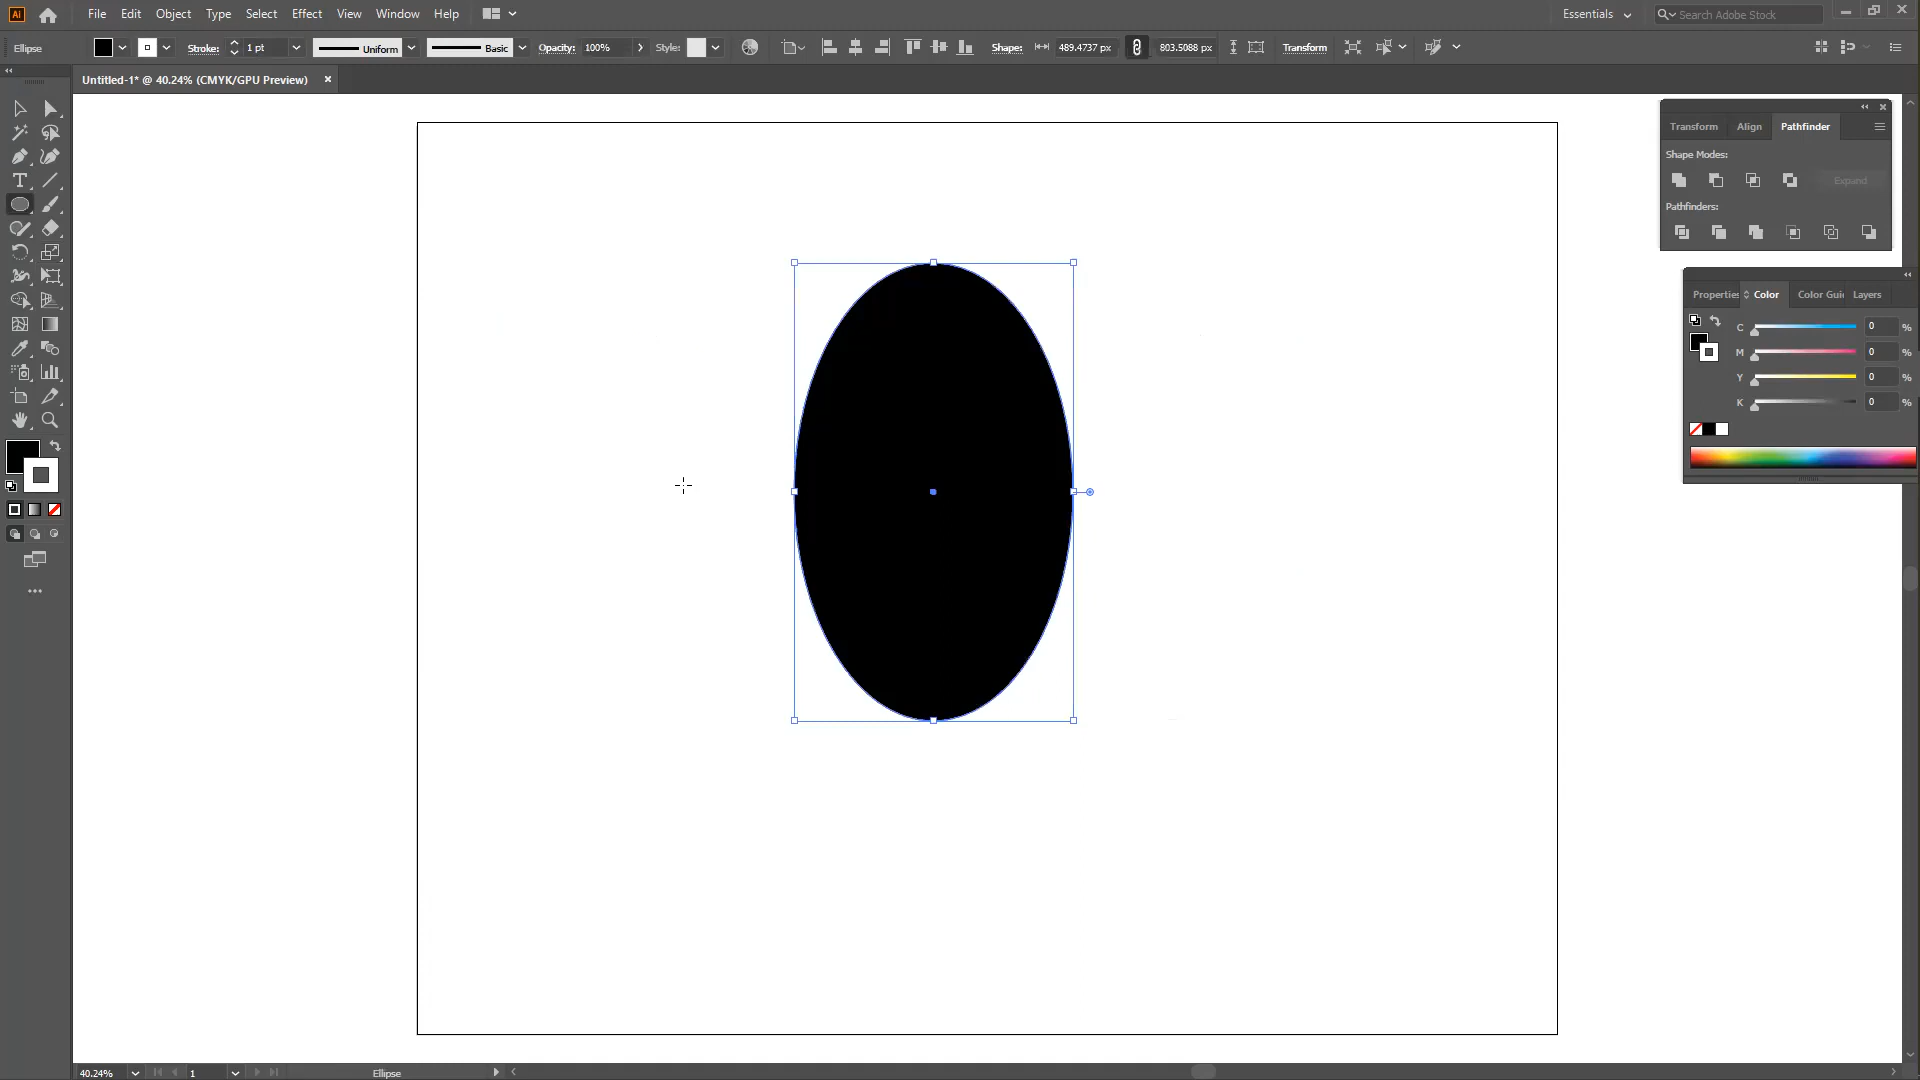 Ai File Edit Object Type Select Effect View Window Help Essentials Search Adobe Stock
Ellipse Stroke: 1 pt Uniform Basic Opacity: 100% Style: Shape: 489.4737 px 803.5088 px Transform
Untitled-1* @ 40.24% (CMYK/GPU Preview)
Transform Align Pathfinder
Shape Modes:
Expand
Pathfinders:
Properties Color Color Gui Layers
C 0 %
M 0 %
Y 0 %
K 0 %
T
40.24% 1 Ellipse